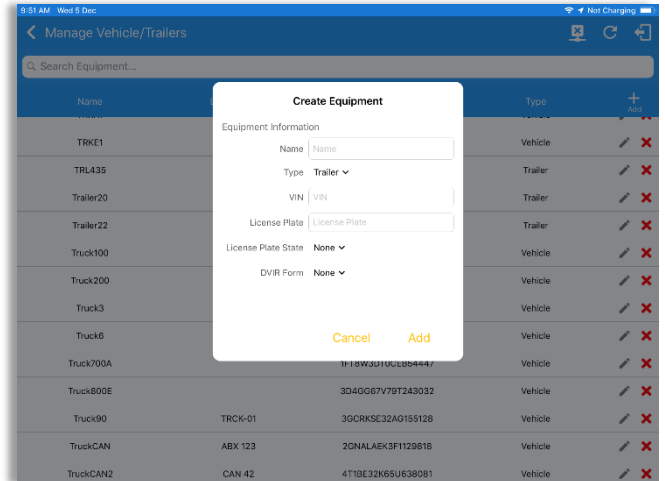 9:51 AM Wed 6 Dec Not Charging
Manage Vehicle/Trailers
Search Equipment...
Name Type Add
Create Equipment
Equipment Information
Name Name
Type Trailer
VIN VIN
License Plate License Plate
License Plate State None
DVIR Form None
Cancel Add
TRKE1 Vehicle
TRL435 Trailer
Trailer20 Trailer
Trailer22 Trailer
Truck100 Vehicle
Truck200 Vehicle
Truck3 Vehicle
Truck6 Vehicle
Truck700A 1FT8W3DT0CEB54447 Vehicle
Truck800E 3D4GG67V79T243032 Vehicle
Truck90 TRCK-01 3GCRKSE32AG155128 Vehicle
TruckCAN ABX 123 2GNALAEK3F1129818 Vehicle
TruckCAN2 CAN 42 4T1BE32K65U638081 Vehicle